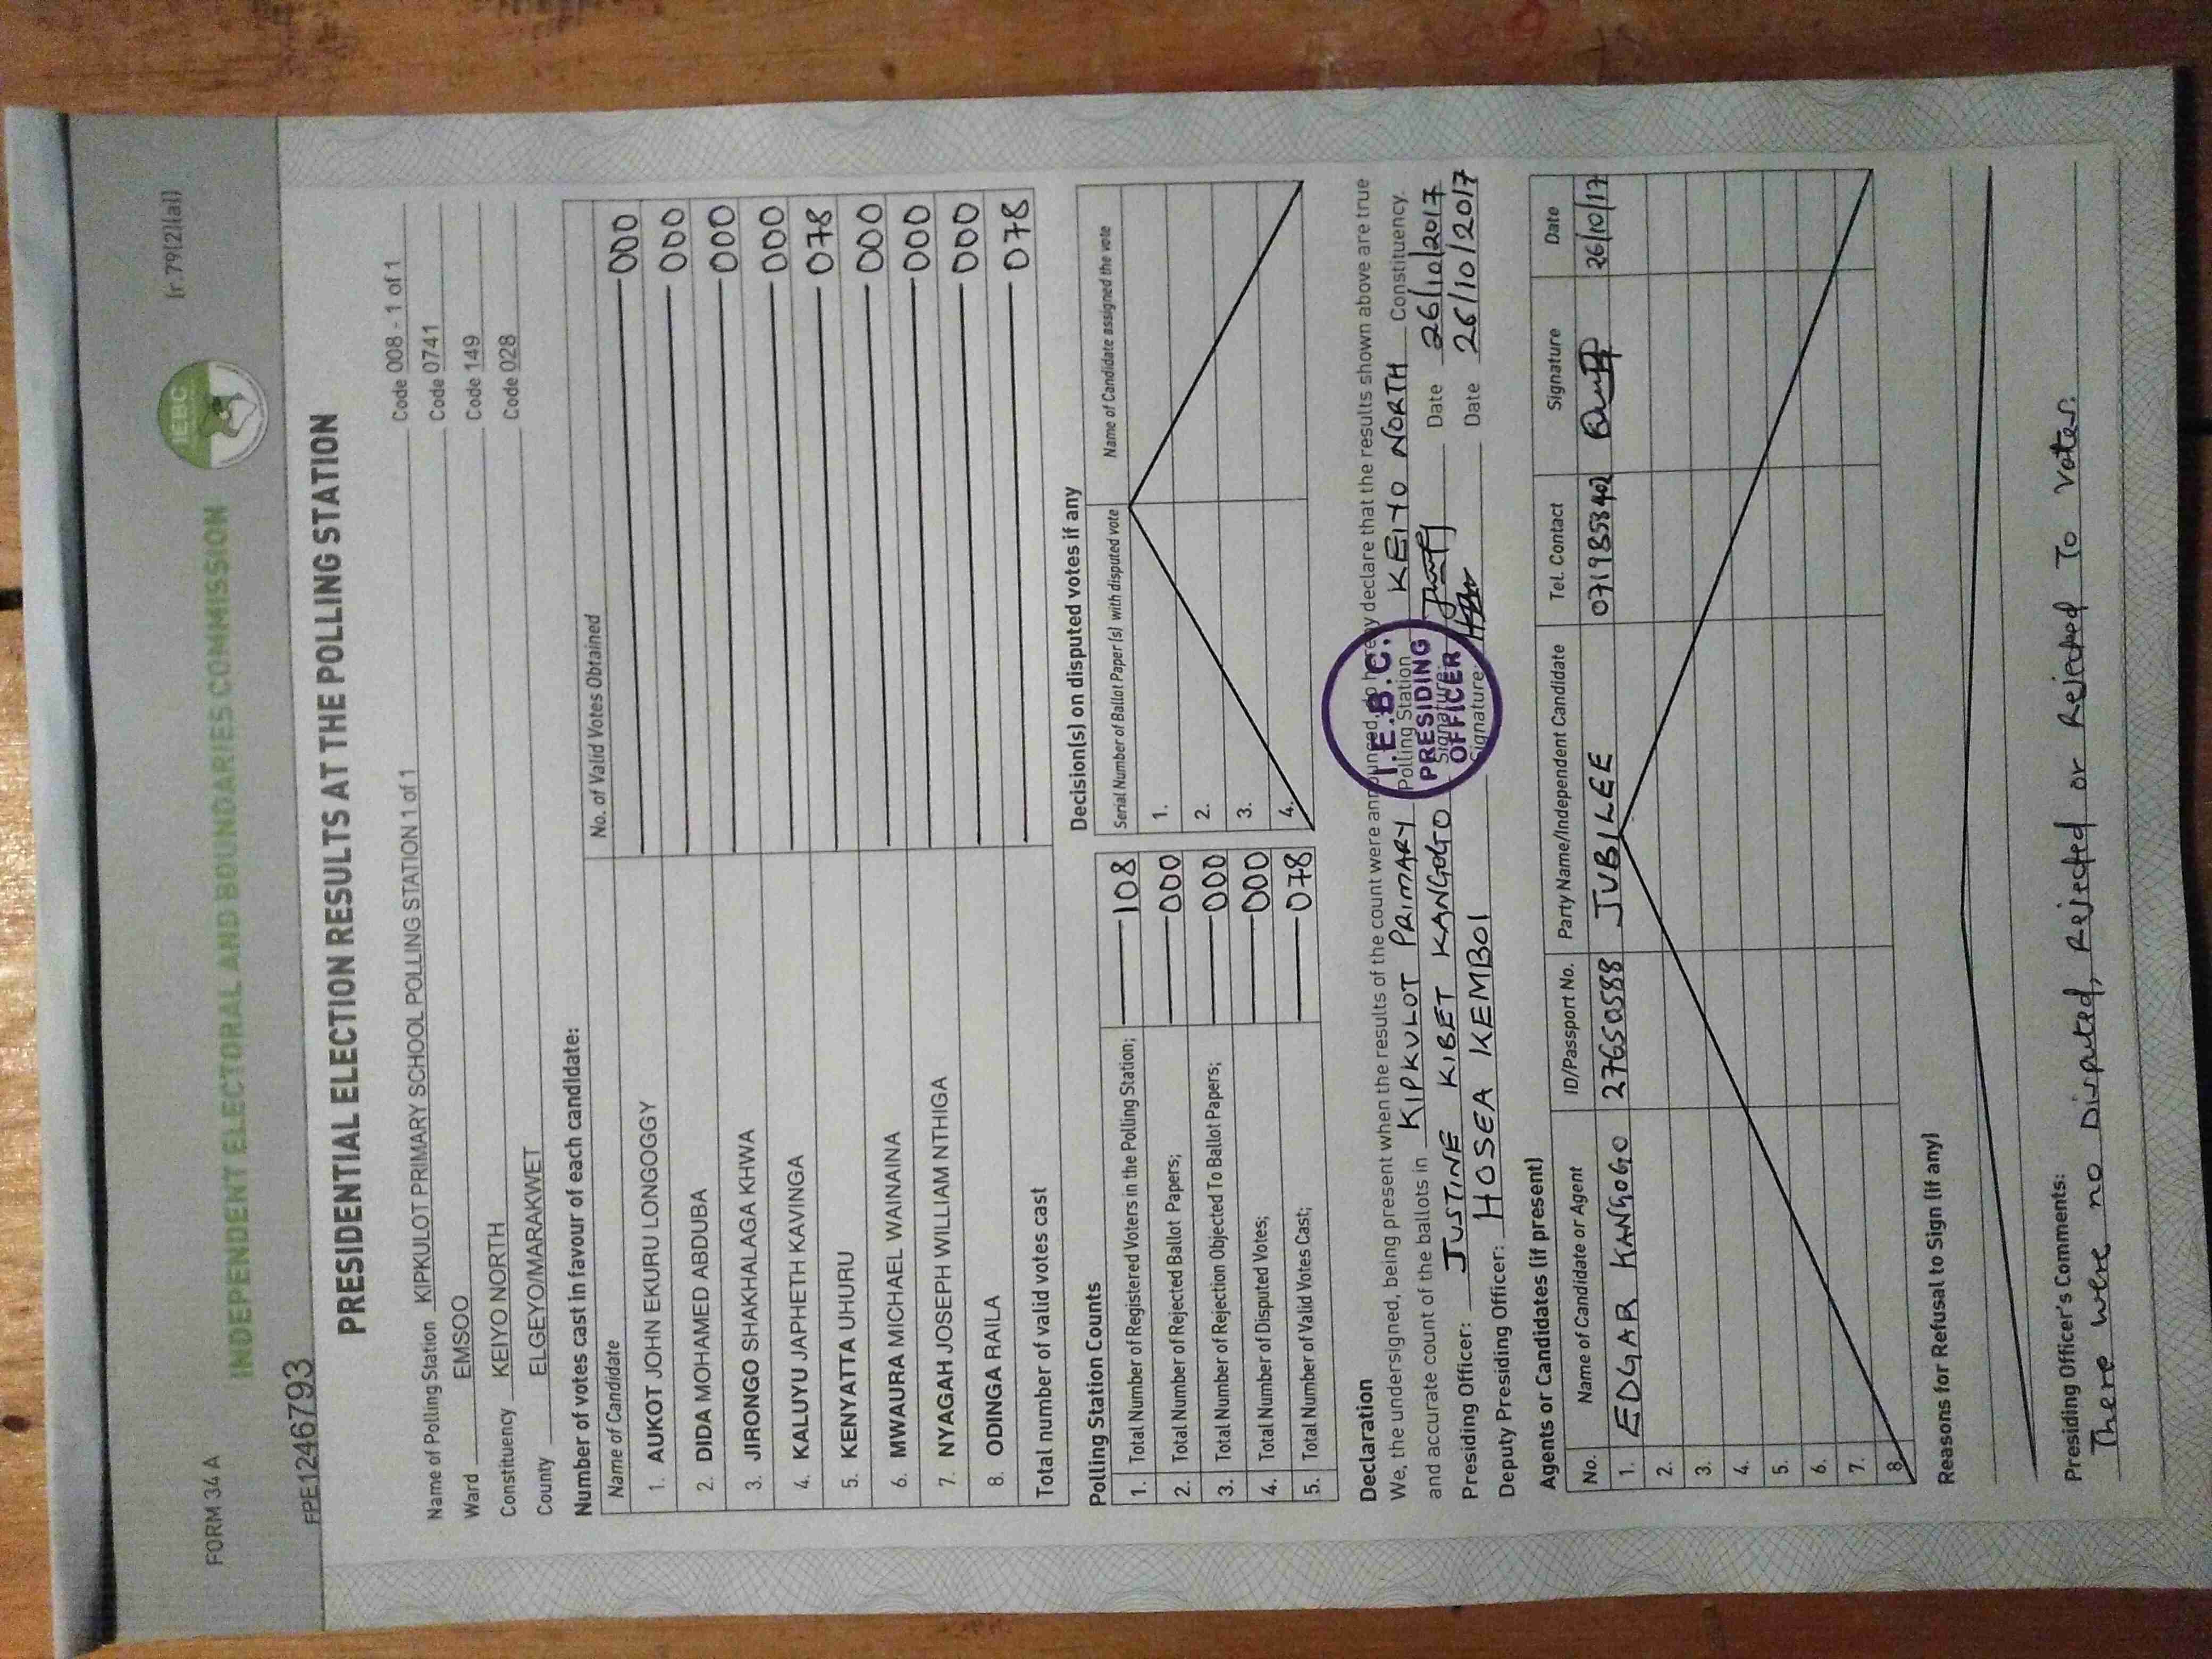 FORM 34 A
(r.79(2)(a))
IEBC
INDEPENDENT ELECTORAL AND BOUNDARIES COMMISSION
FPE1246793
PRESIDENTIAL ELECTION RESULTS AT THE POLLING STATION
Name of Polling Station KIPKULOT PRIMARY SCHOOL POLLING STATION 1 of 1 Code 008 - 1 of 1
Ward EMSOO Code 0741
Constituency KEIYO NORTH Code 149
County ELGEYO/MARAKWET Code 028
Number of votes cast in favour of each candidate:
Name of Candidate No. of Valid Votes Obtained
1. AUKOT JOHN EKURU LONGOGGY 000
2. DIDA MOHAMED ABDUBA 000
3. JIRONGO SHAKHALAGA KHWA 000
4. KALUYU JAPHETH KAVINGA 000
5. KENYATTA UHURU 078
6. MWAURA MICHAEL WAINAINA 000
7. NYAGAH JOSEPH WILLIAM NTHIGA 000
8. ODINGA RAILA 000
Total number of valid votes cast 078
Polling Station Counts
1. Total Number of Registered Voters in the Polling Station; 108
2. Total Number of Rejected Ballot Papers; 000
3. Total Number of Rejection Objected To Ballot Papers; 000
4. Total Number of Disputed Votes; 000
5. Total Number of Valid Votes Cast; 078
Decision(s) on disputed votes if any
Serial Number of Ballot Paper (s) with disputed vote Name of Candidate assigned the vote
1.
2.
3.
4.
Declaration
We, the undersigned, being present when the results of the count were announced, do hereby declare that the results shown above are true
and accurate count of the ballots in KIPKULOT PRIMARY Polling Station KEIYO NORTH Constituency.
Presiding Officer: JUSTINE KIBET KANGOGO Signature: Date 26/10/2017
Deputy Presiding Officer: HOSEA KEMBOI Signature: Date 26/10/2017
I.E.B.C.
PRESIDING
OFFICER
Agents or Candidates (if present)
No. Name of Candidate or Agent ID/Passport No. Party Name/Independent Candidate Tel. Contact Signature Date
1. EDGAR KANGOGO 27650588 JUBILEE 26/10/17
2.
3.
4.
5.
6.
7.
8.
Reasons for Refusal to Sign (if any)
Presiding Officer's Comments:
There were no Disputed, Rejected or Rejected To voters.